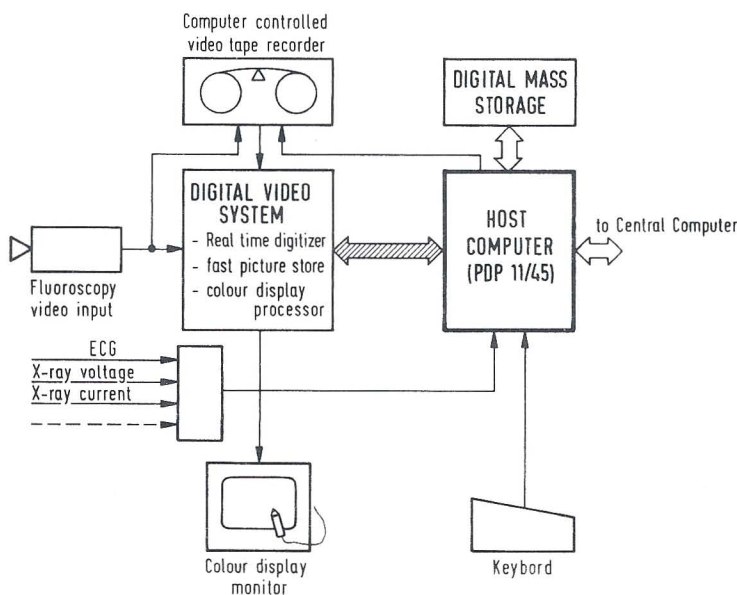 Computer controlled
video tape recorder
DIGITAL MASS
STORAGE
DIGITAL VIDEO
SYSTEM
- Real time digitizer
- fast picture store
- colour display
processor
HOST
COMPUTER
(PDP 11/45)
to Central Computer
Fluoroscopy
video input
ECG
X-ray voltage
X-ray current
Colour display
monitor
Keybord